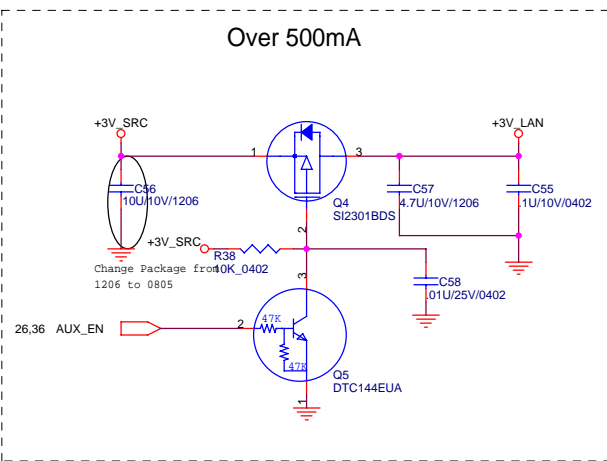 Over 500mA
+3V_SRC
+3V_LAN
1
3
C56
10U/10V/1206
C57
4.7U/10V/1206
C55
.1U/10V/0402
Q4
SI2301BDS
2
+3V_SRC
R38
10K_0402
Change Package from
1206 to 0805
3
C58
.01U/25V/0402
26,36 AUX_EN
2
47K
47K
Q5
DTC144EUA
1